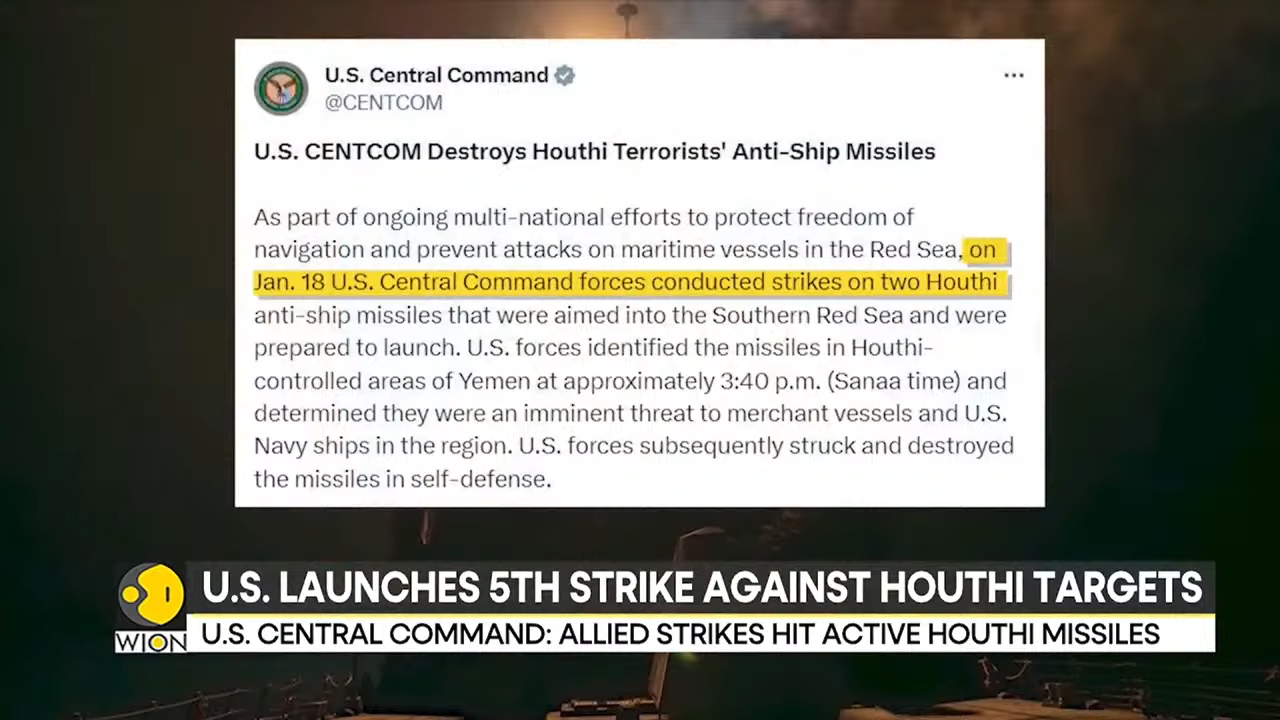 U.S. Central Command
@CENTCOM
U.S. CENTCOM Destroys Houthi Terrorists' Anti-Ship Missiles
As part of ongoing multi-national efforts to protect freedom of
navigation and prevent attacks on maritime vessels in the Red Sea, on
Jan. 18 U.S. Central Command forces conducted strikes on two Houthi
anti-ship missiles that were aimed into the Southern Red Sea and were
prepared to launch. U.S. forces identified the missiles in Houthi-
controlled areas of Yemen at approximately 3:40 p.m. (Sanaa time) and
determined they were an imminent threat to merchant vessels and U.S.
Navy ships in the region. U.S. forces subsequently struck and destroyed
the missiles in self-defense.
U.S. LAUNCHES 5TH STRIKE AGAINST HOUTHI TARGETS
U.S. CENTRAL COMMAND: ALLIED STRIKES HIT ACTIVE HOUTHI MISSILES
WION